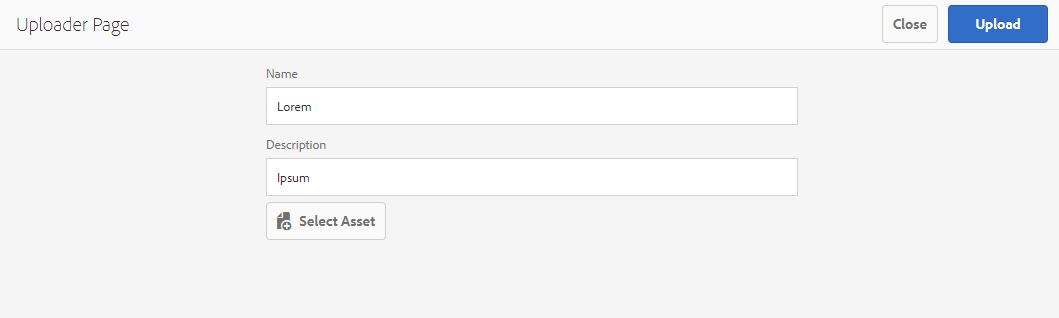 Uploader Page
Close
Upload
Name
Lorem
Description
Ipsum
Select Asset